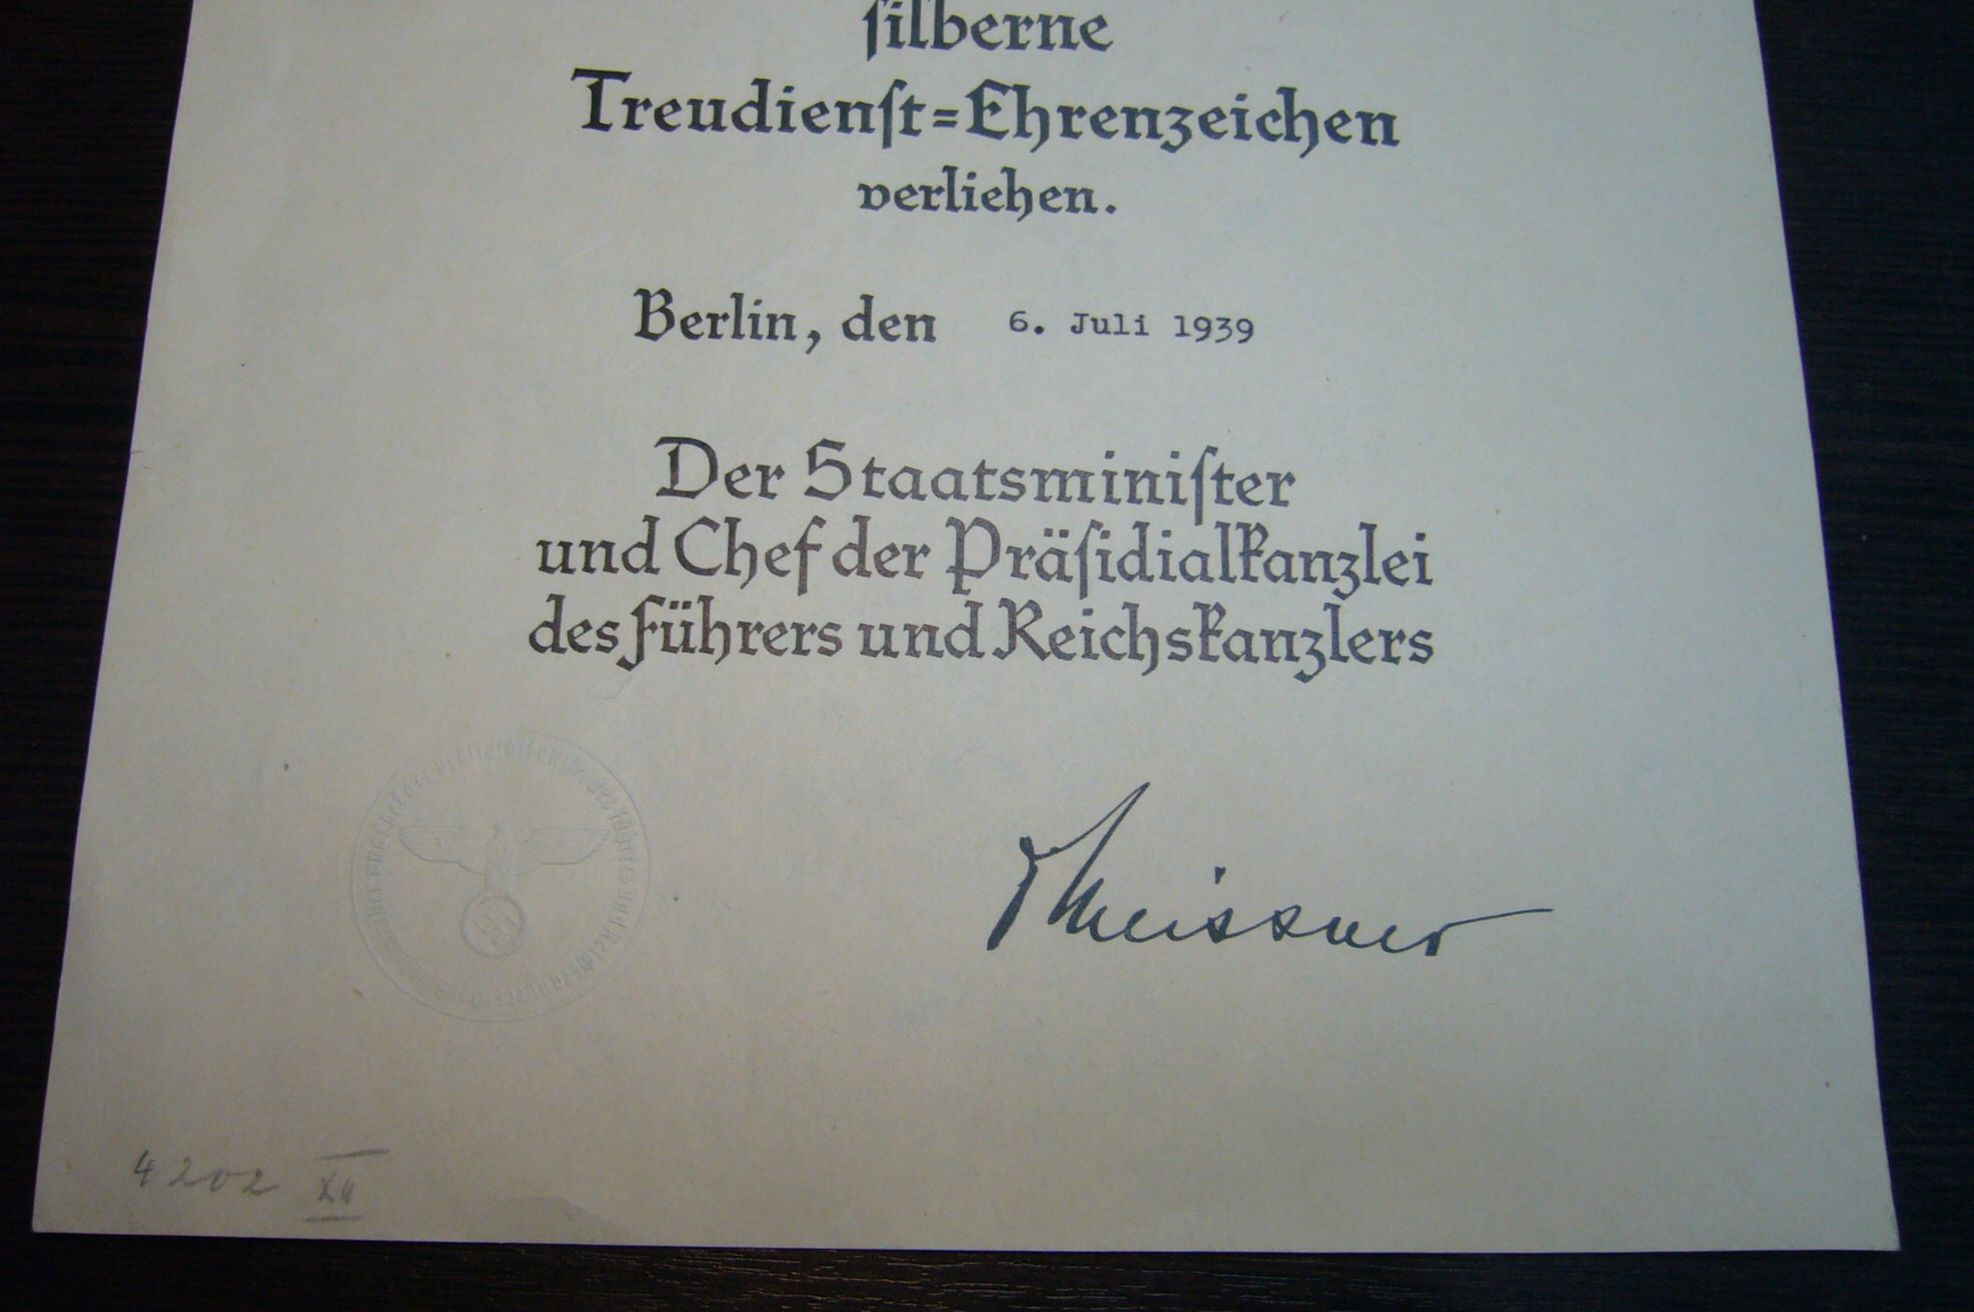 silberne
Treudienst=Ehrenzeichen
verliehen.
Berlin, den 6. Juli 1939
Der Staatsminister
und Chef der Präsidialkanzlei
des Führers und Reichskanzlers
Meissner
4202 XII